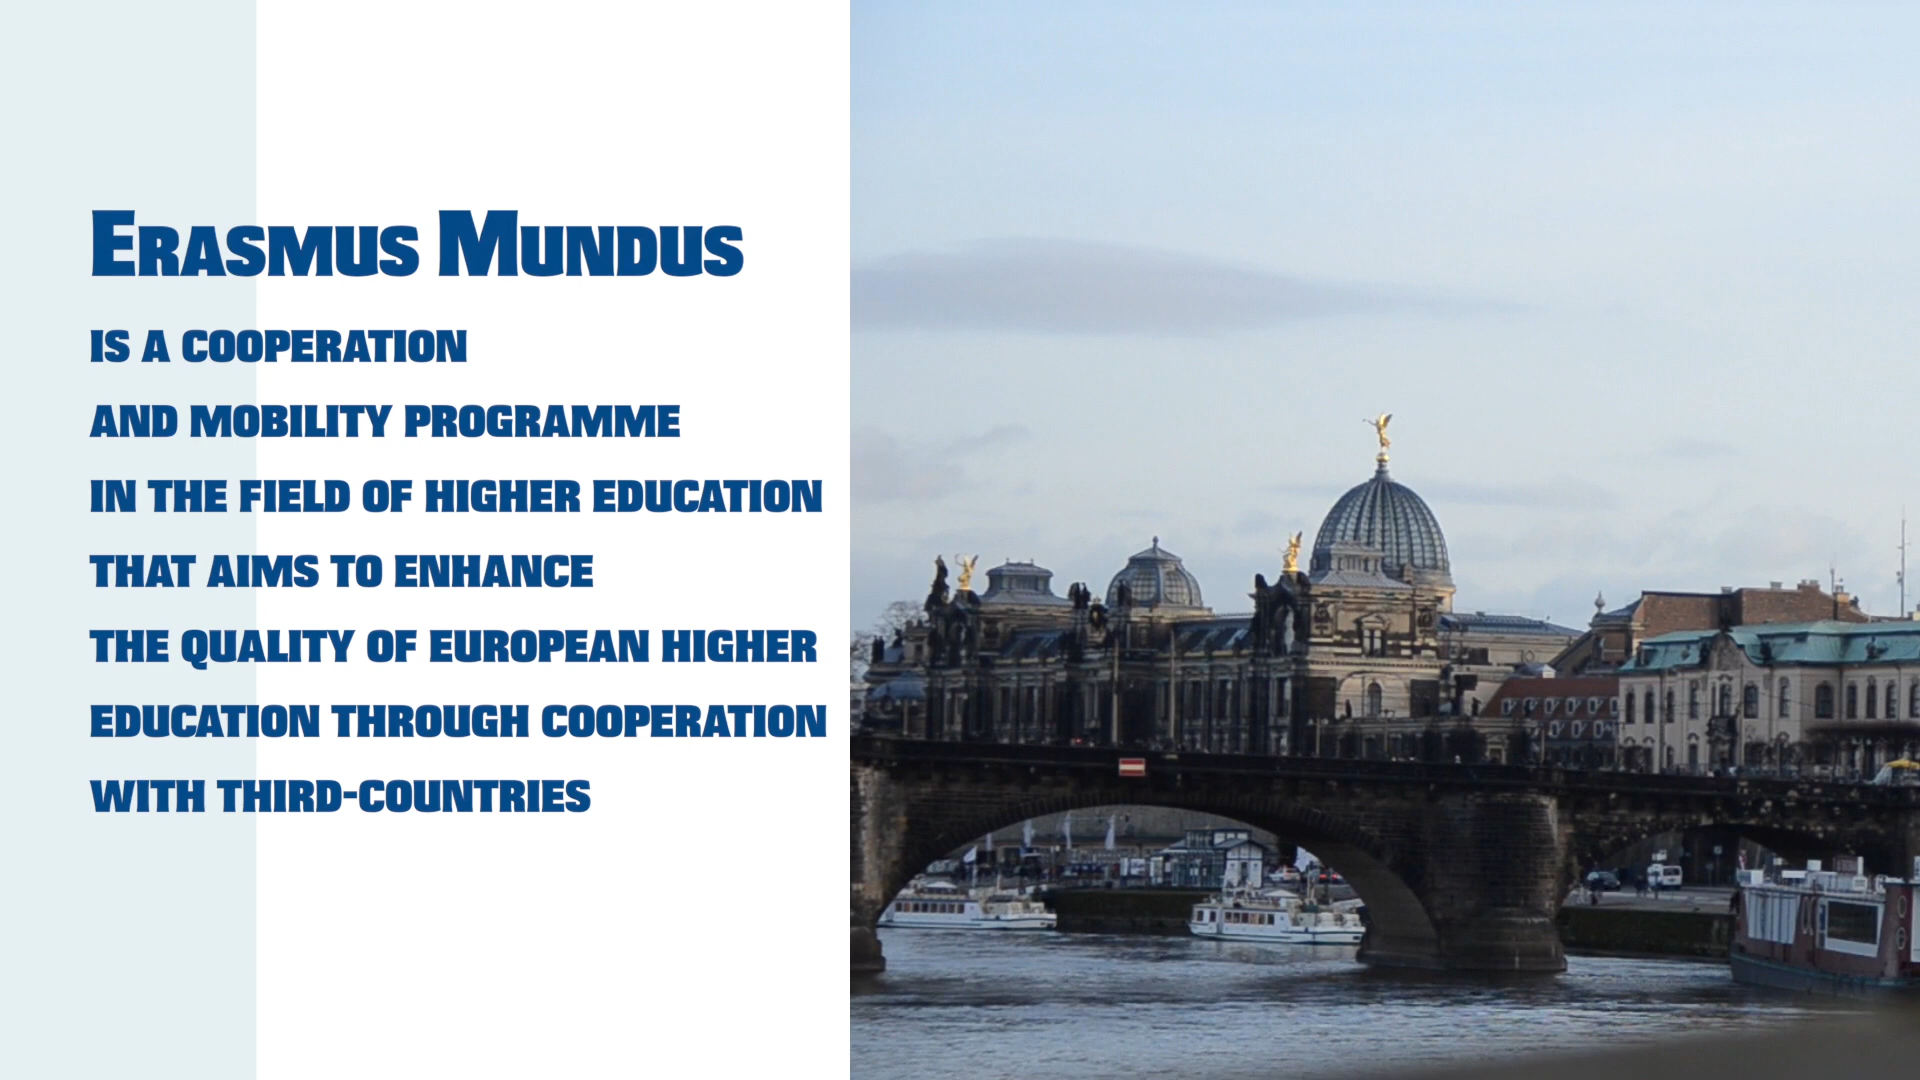 ERASMUS MUNDUS
IS A COOPERATION
AND MOBILITY PROGRAMME
IN THE FIELD OF HIGHER EDUCATION
THAT AIMS TO ENHANCE
THE QUALITY OF EUROPEAN HIGHER
EDUCATION THROUGH COOPERATION
WITH THIRD-COUNTRIES